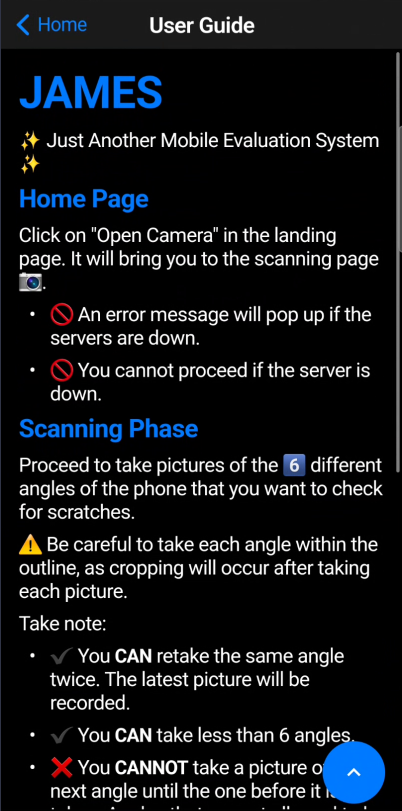 Home
User Guide
JAMES
✨ Just Another Mobile Evaluation System
✨
Home Page
Click on "Open Camera" in the landing
page. It will bring you to the scanning page
📷.
• 🚫 An error message will pop up if the
servers are down.
• 🚫 You cannot proceed if the server is
down.
Scanning Phase
Proceed to take pictures of the 6️⃣ different
angles of the phone that you want to check
for scratches.
⚠️ Be careful to take each angle within the
outline, as cropping will occur after taking
each picture.
Take note:
• ✔️ You CAN retake the same angle
twice. The latest picture will be
recorded.
• ✔️ You CAN take less than 6 angles.
• ❌ You CANNOT take a picture
next angle until the one before it